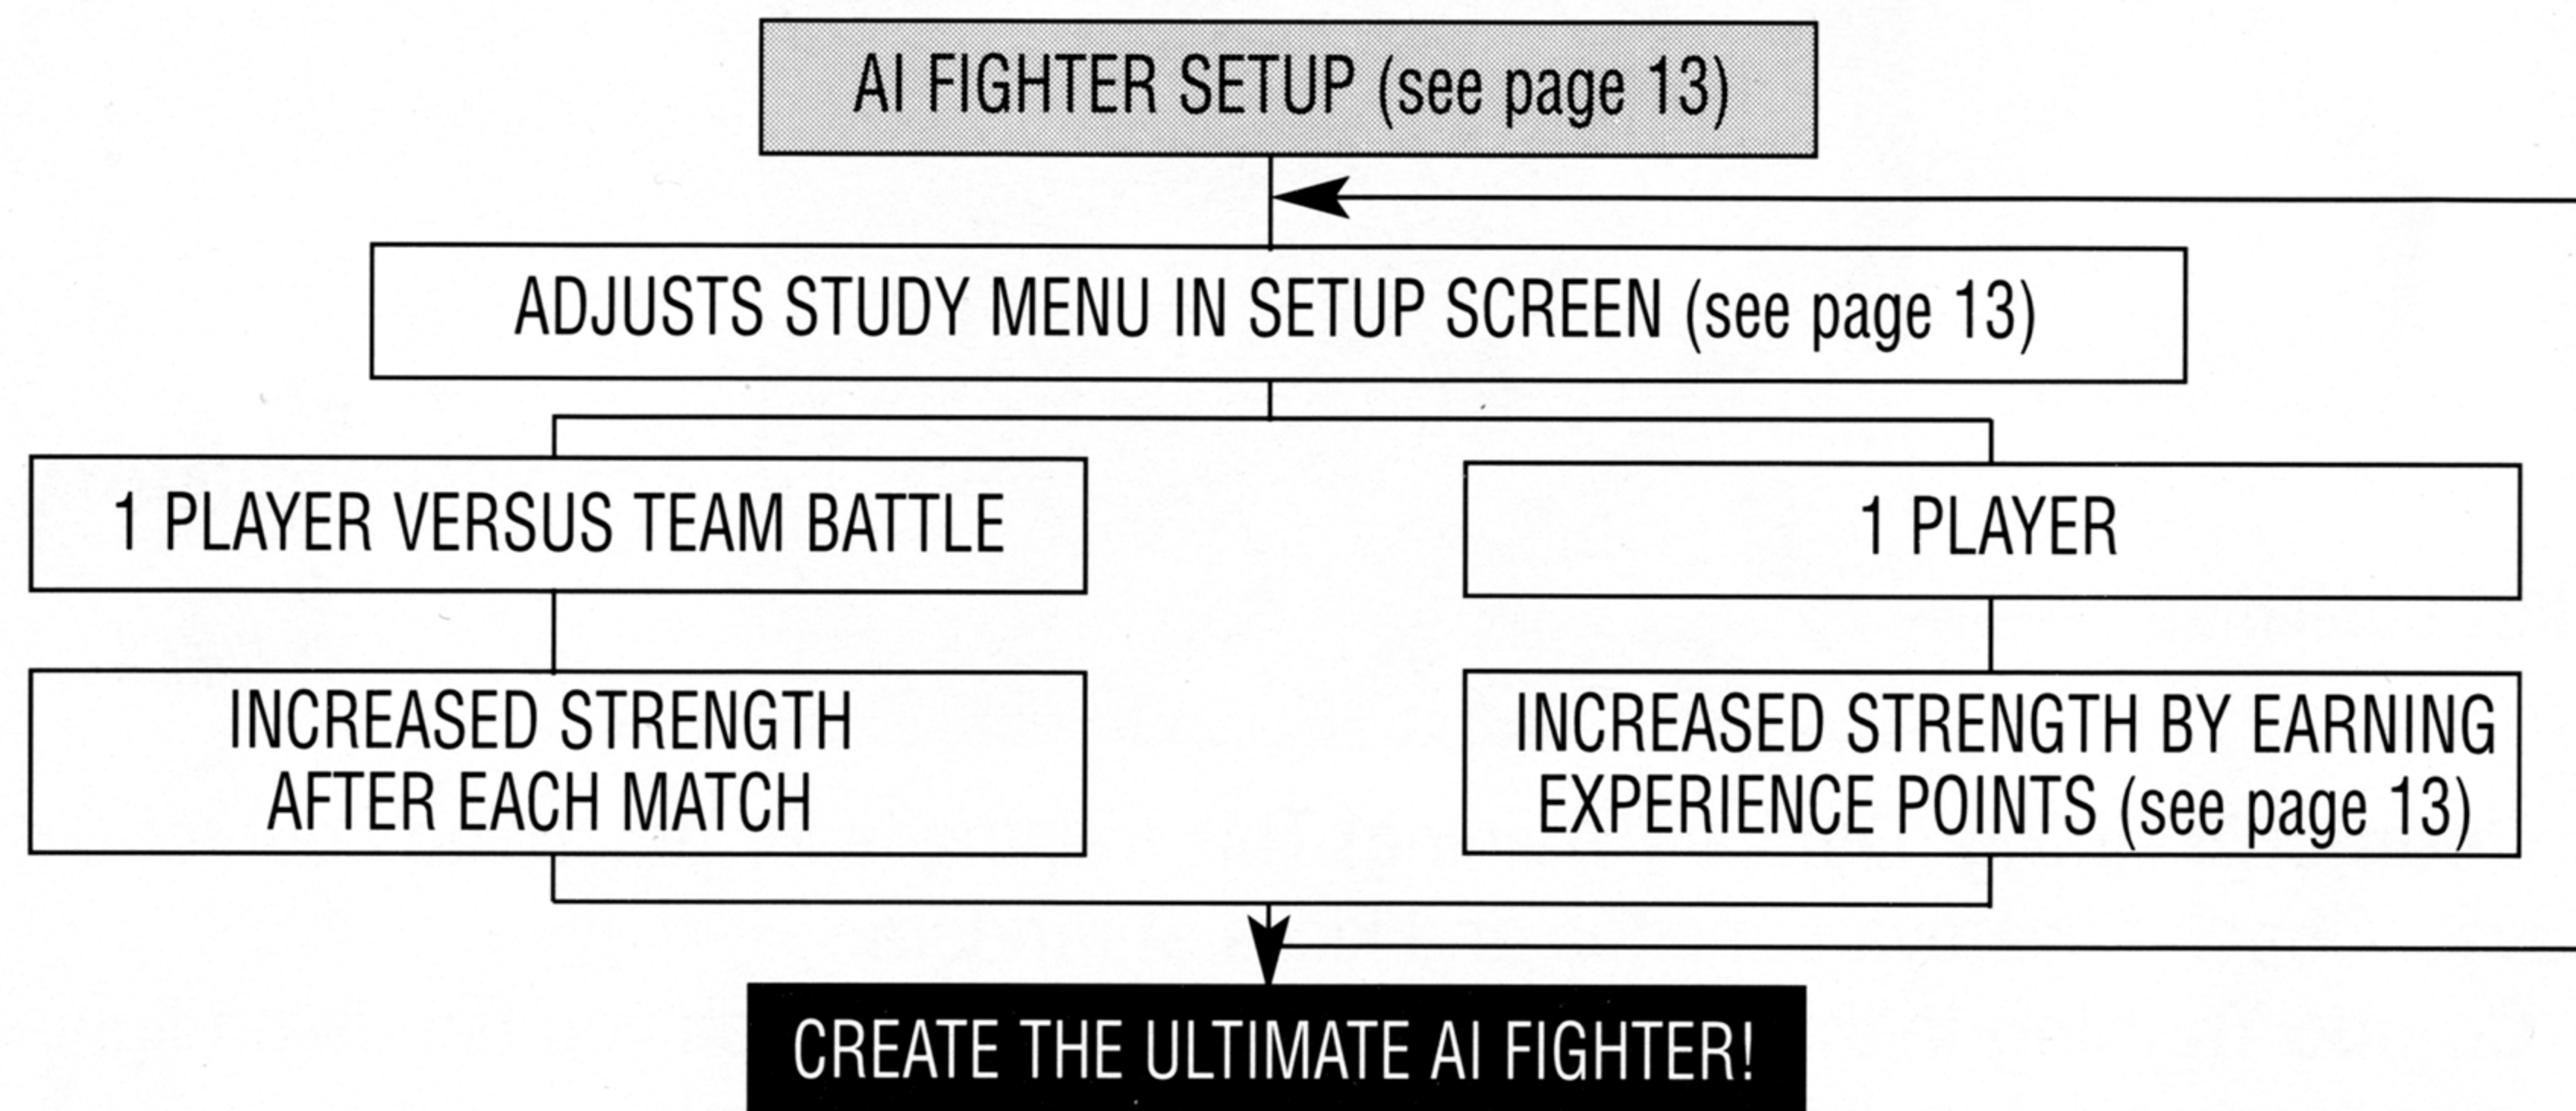 AI FIGHTER SETUP (see page 13)
ADJUSTS STUDY MENU IN SETUP SCREEN (see page 13)
1 PLAYER VERSUS TEAM BATTLE
1 PLAYER
INCREASED STRENGTH
AFTER EACH MATCH
INCREASED STRENGTH BY EARNING
EXPERIENCE POINTS (see page 13)
CREATE THE ULTIMATE AI FIGHTER!